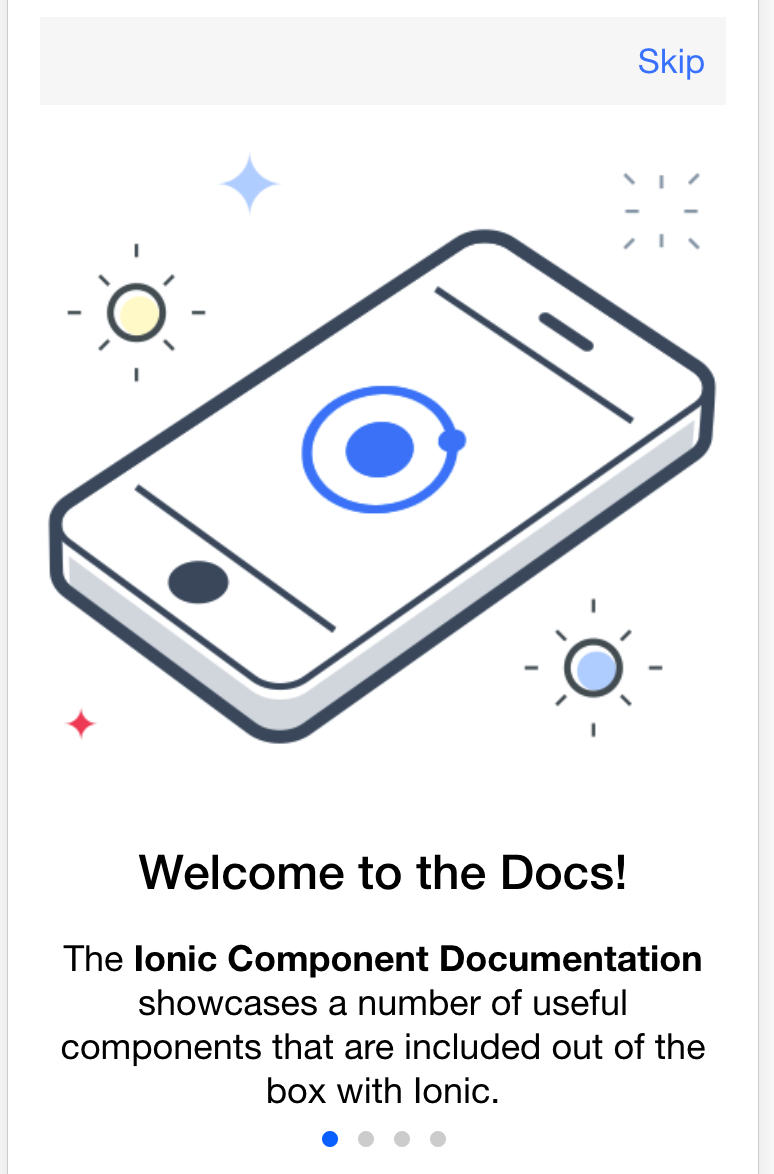 Skip
Welcome to the Docs!
The Ionic Component Documentation
showcases a number of useful
components that are included out of the
box with Ionic.